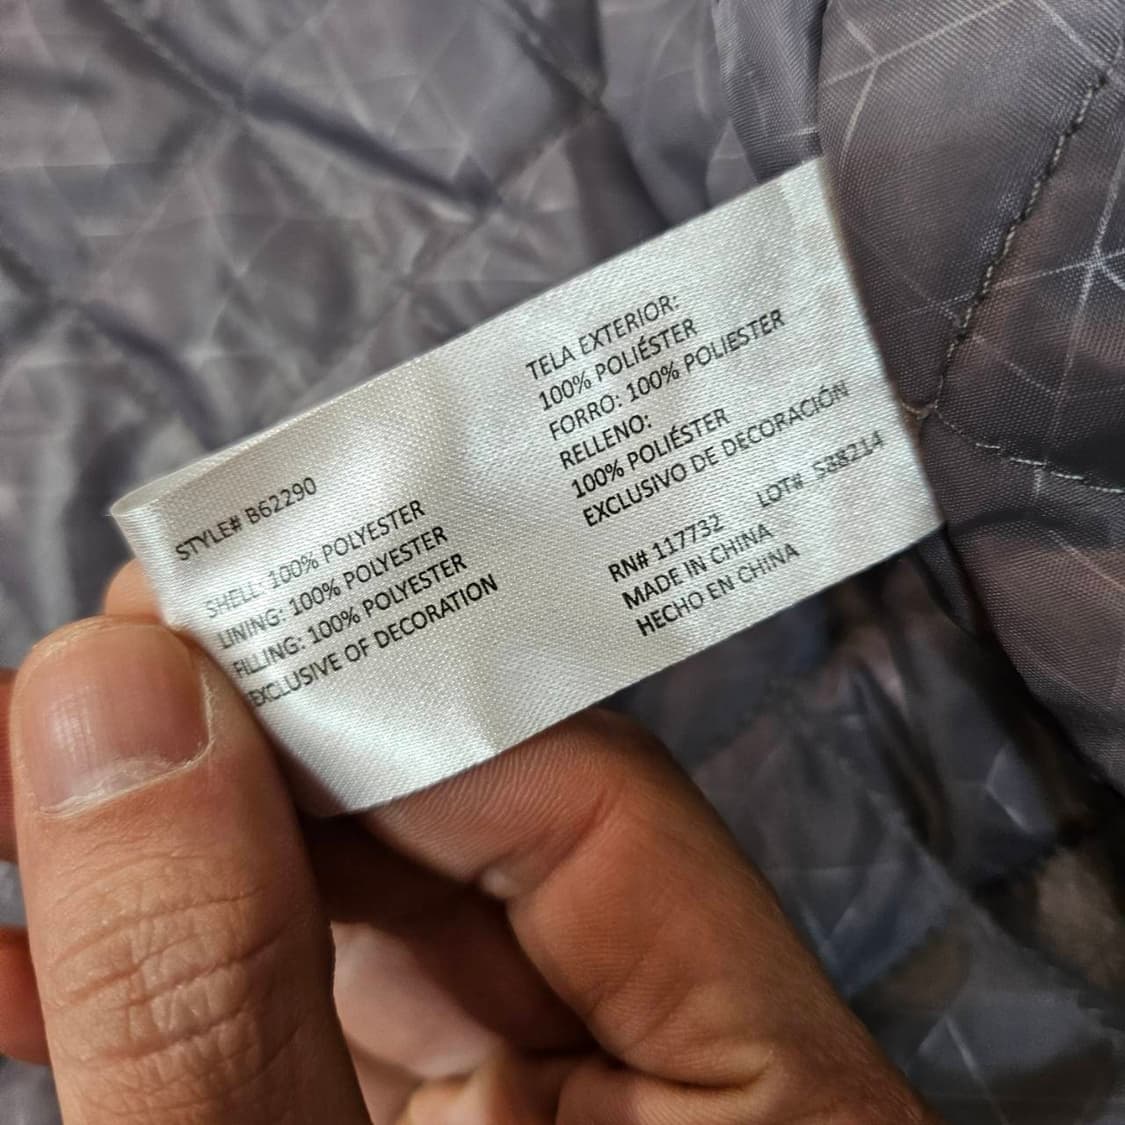 STYLE# B62290
SHELL: 100% POLYESTER
LINING: 100% POLYESTER
FILLING: 100% POLYESTER
EXCLUSIVE OF DECORATION
TELA EXTERIOR:
100% POLIÉSTER
FORRO: 100% POLIESTER
RELLENO:
100% POLIÉSTER
EXCLUSIVO DE DECORACIÓN
RN# 117732 LOT# S88214
MADE IN CHINA
HECHO EN CHINA